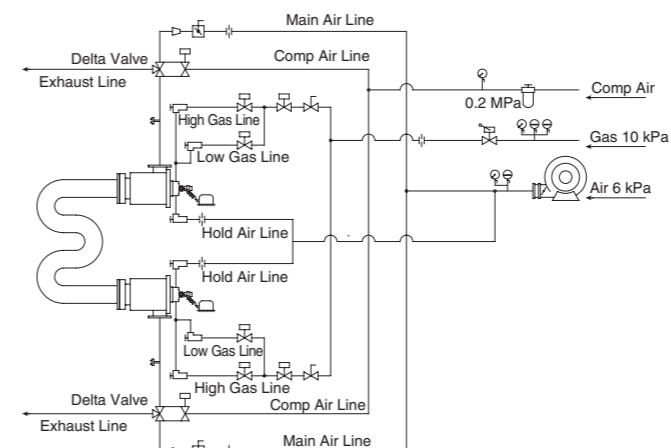 Main Air Line
Delta Valve
Comp Air Line
Exhaust Line
Comp Air
0.2 MPa
High Gas Line
Gas 10 kPa
Low Gas Line
Air 6 kPa
Hold Air Line
Hold Air Line
Low Gas Line
High Gas Line
Delta Valve
Comp Air Line
Exhaust Line
Main Air Line